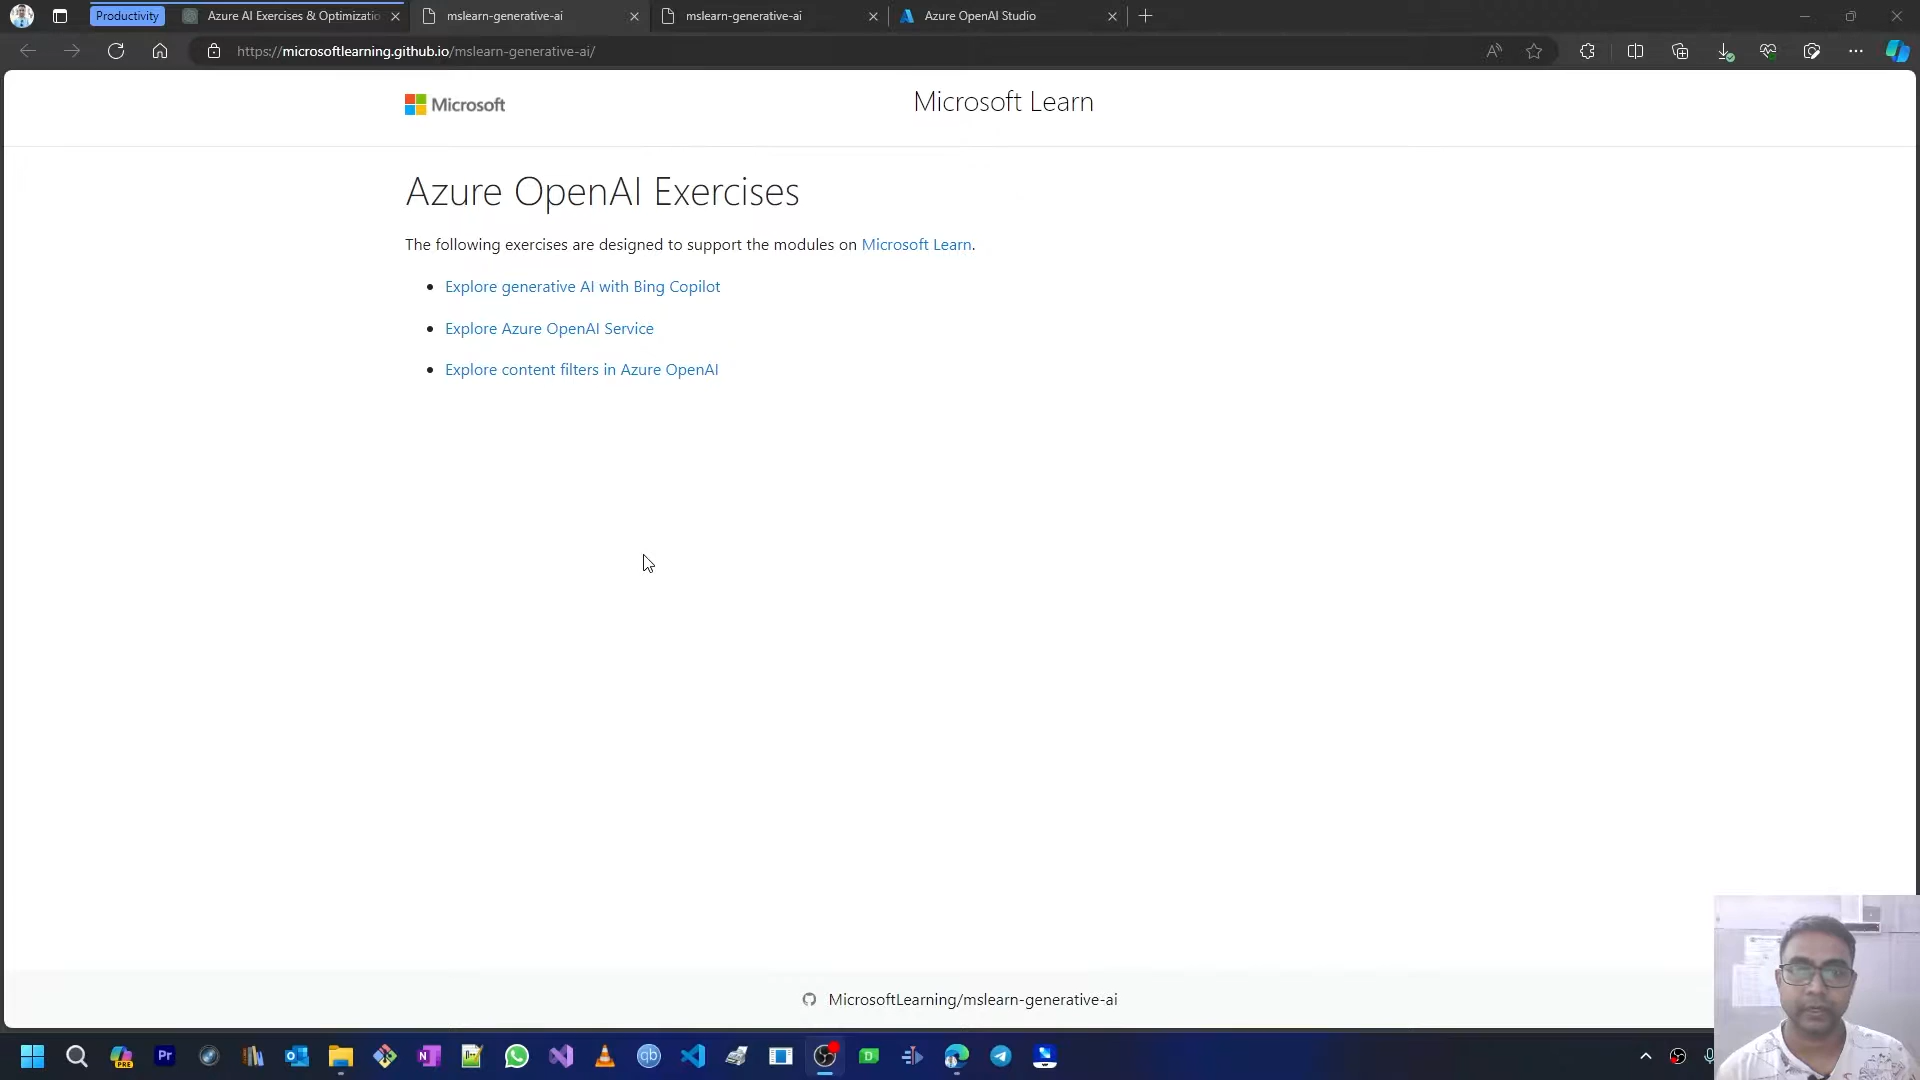 Productivity
Azure AI Exercises & Optimizatio
mslearn-generative-ai
mslearn-generative-ai
Azure OpenAI Studio
https://microsoftlearning.github.io/mslearn-generative-ai/
Microsoft
Microsoft Learn
Azure OpenAI Exercises
The following exercises are designed to support the modules on Microsoft Learn.
Explore generative AI with Bing Copilot
Explore Azure OpenAI Service
Explore content filters in Azure OpenAI
MicrosoftLearning/mslearn-generative-ai
PRE
Pr
N
qb
D